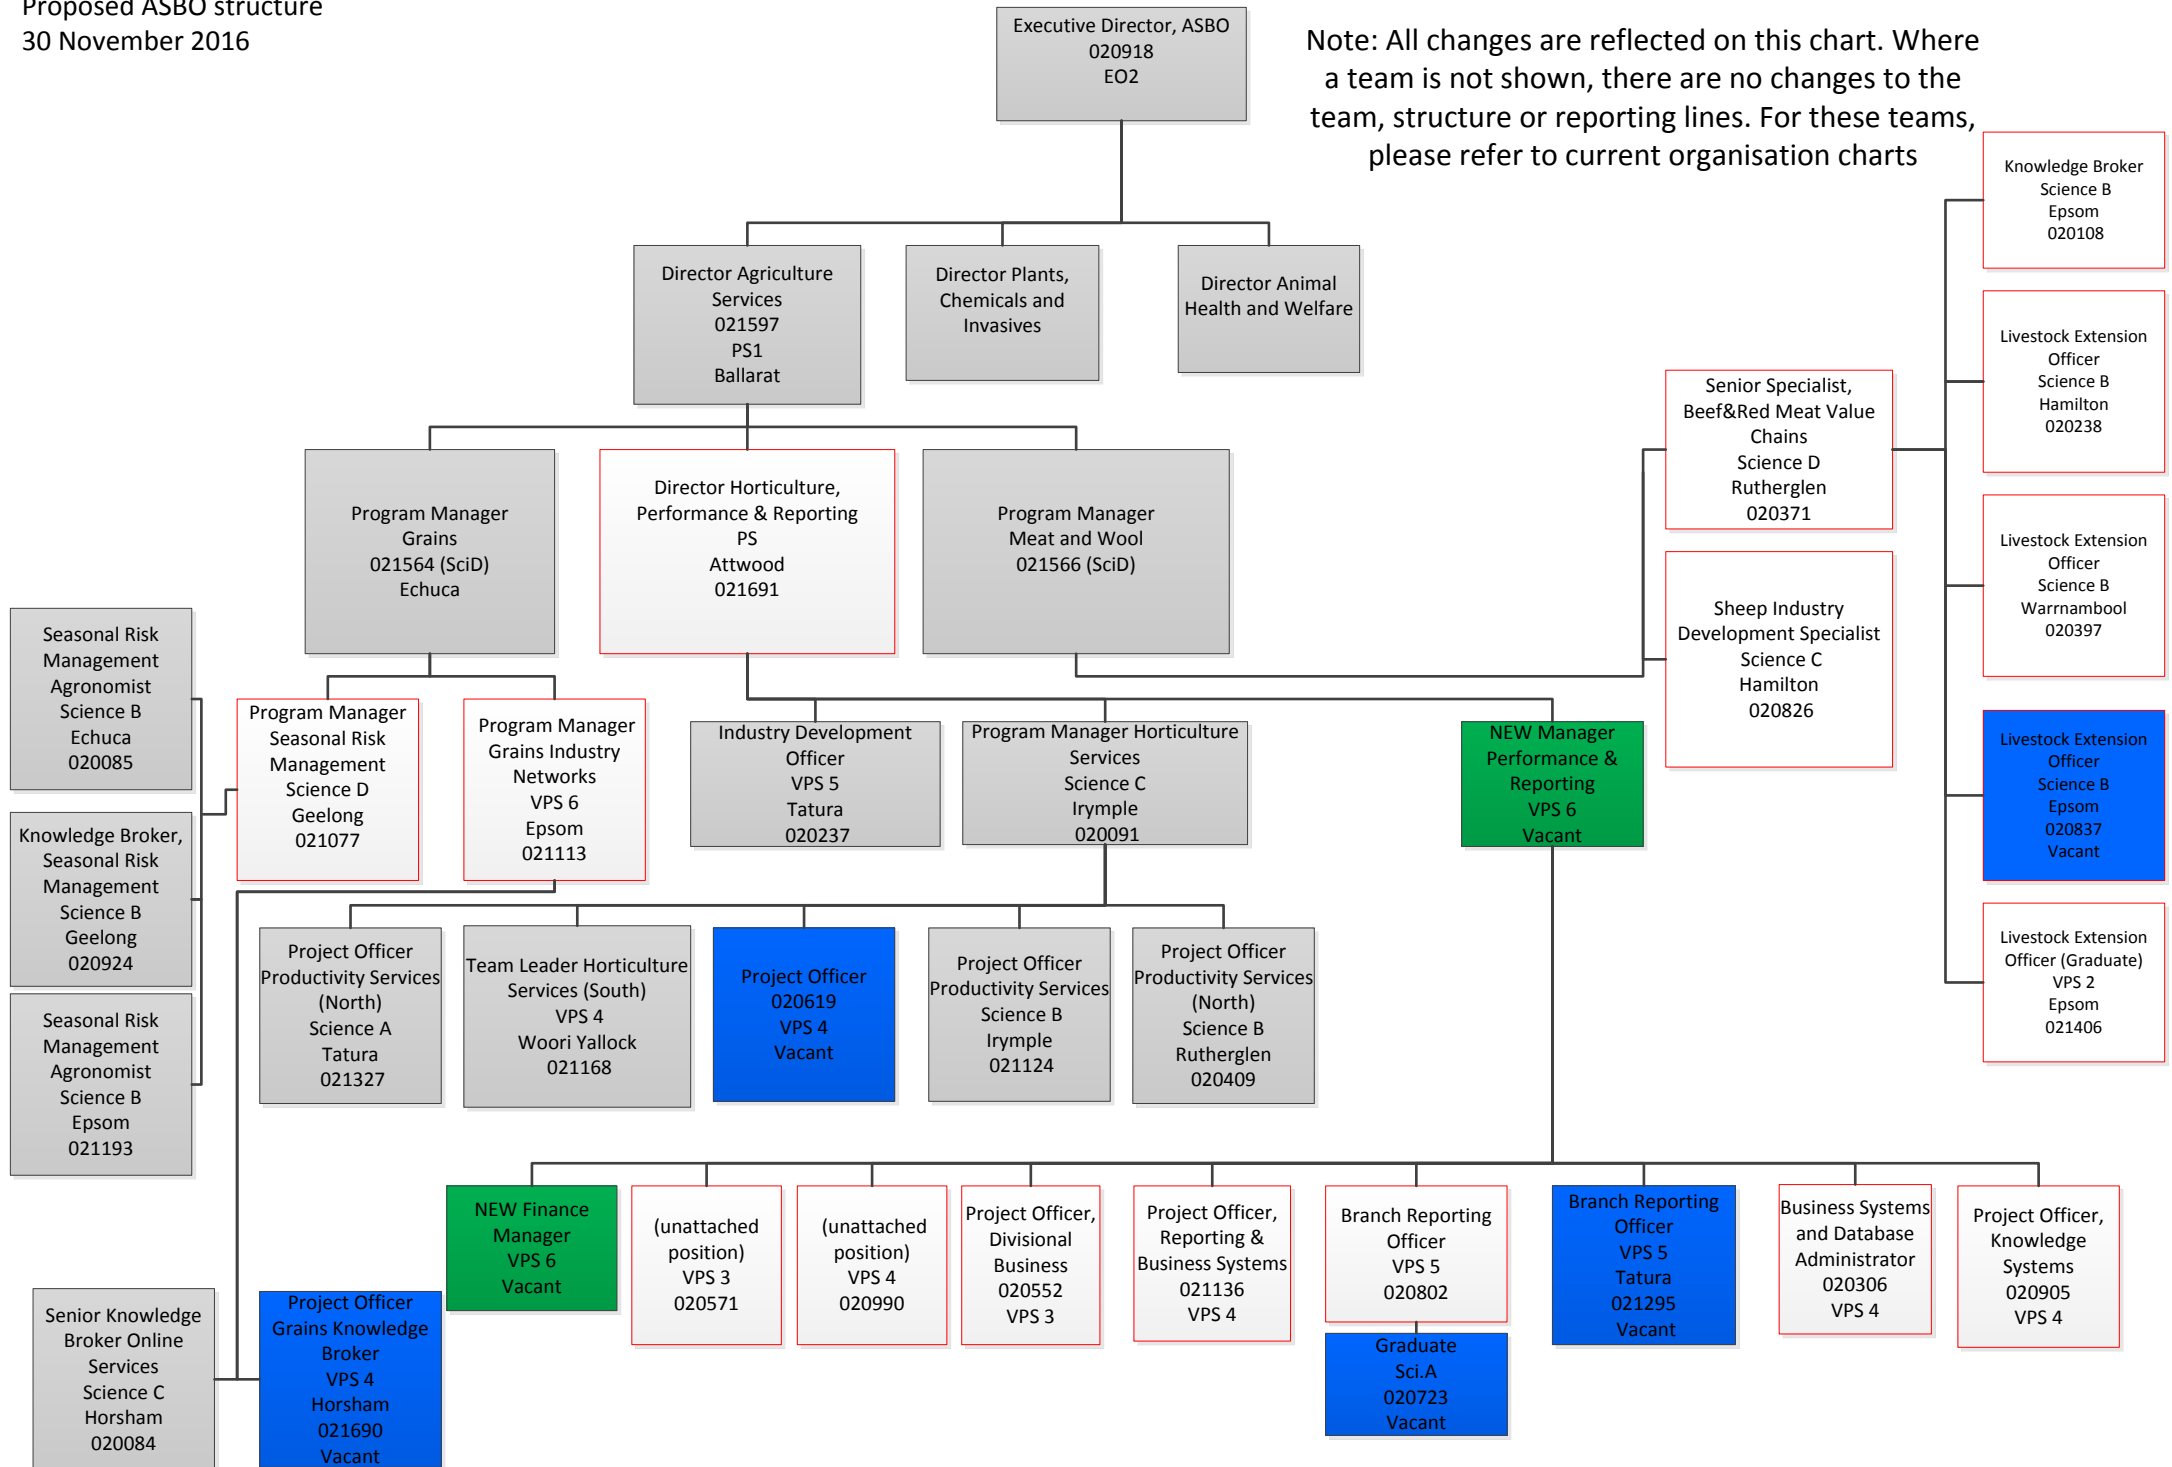 Proposed ASBO structure
30 November 2016
Executive Director, ASBO
020918
EO2
Note: All changes are reflected on this chart. Where
a team is not shown, there are no changes to the
team, structure or reporting lines. For these teams,
please refer to current organisation charts
Director Agriculture
Services
021597
PS1
Ballarat
Director Plants,
Chemicals and
Invasives
Director Animal
Health and Welfare
Program Manager
Grains
021564 (SciD)
Echuca
Director Horticulture,
Performance & Reporting
PS
Attwood
021691
Program Manager
Meat and Wool
021566 (SciD)
Senior Specialist,
Beef&Red Meat Value
Chains
Science D
Rutherglen
020371
Sheep Industry
Development Specialist
Science C
Hamilton
020826
Knowledge Broker
Science B
Epsom
020108
Livestock Extension
Officer
Science B
Hamilton
020238
Livestock Extension
Officer
Science B
Warrnambool
020397
Livestock Extension
Officer
Science B
Epsom
020837
Vacant
Livestock Extension
Officer (Graduate)
VPS 2
Epsom
021406
Seasonal Risk
Management
Agronomist
Science B
Echuca
020085
Knowledge Broker,
Seasonal Risk
Management
Science B
Geelong
020924
Seasonal Risk
Management
Agronomist
Science B
Epsom
021193
Program Manager
Seasonal Risk
Management
Science D
Geelong
021077
Program Manager
Grains Industry
Networks
VPS 6
Epsom
021113
Industry Development
Officer
VPS 5
Tatura
020237
Program Manager Horticulture
Services
Science C
Irymple
020091
NEW Manager
Performance &
Reporting
VPS 6
Vacant
Project Officer
Productivity Services
(North)
Science A
Tatura
021327
Team Leader Horticulture
Services (South)
VPS 4
Woori Yallock
021168
Project Officer
020619
VPS 4
Vacant
Project Officer
Productivity Services
Science B
Irymple
021124
Project Officer
Productivity Services
(North)
Science B
Rutherglen
020409
NEW Finance
Manager
VPS 6
Vacant
(unattached
position)
VPS 3
020571
(unattached
position)
VPS 4
020990
Project Officer,
Divisional
Business
020552
VPS 3
Project Officer,
Reporting &
Business Systems
021136
VPS 4
Branch Reporting
Officer
VPS 5
020802
Graduate
Sci.A
020723
Vacant
Branch Reporting
Officer
VPS 5
Tatura
021295
Vacant
Business Systems
and Database
Administrator
020306
VPS 4
Project Officer,
Knowledge
Systems
020905
VPS 4
Senior Knowledge
Broker Online
Services
Science C
Horsham
020084
Project Officer
Grains Knowledge
Broker
VPS 4
Horsham
021690
Vacant